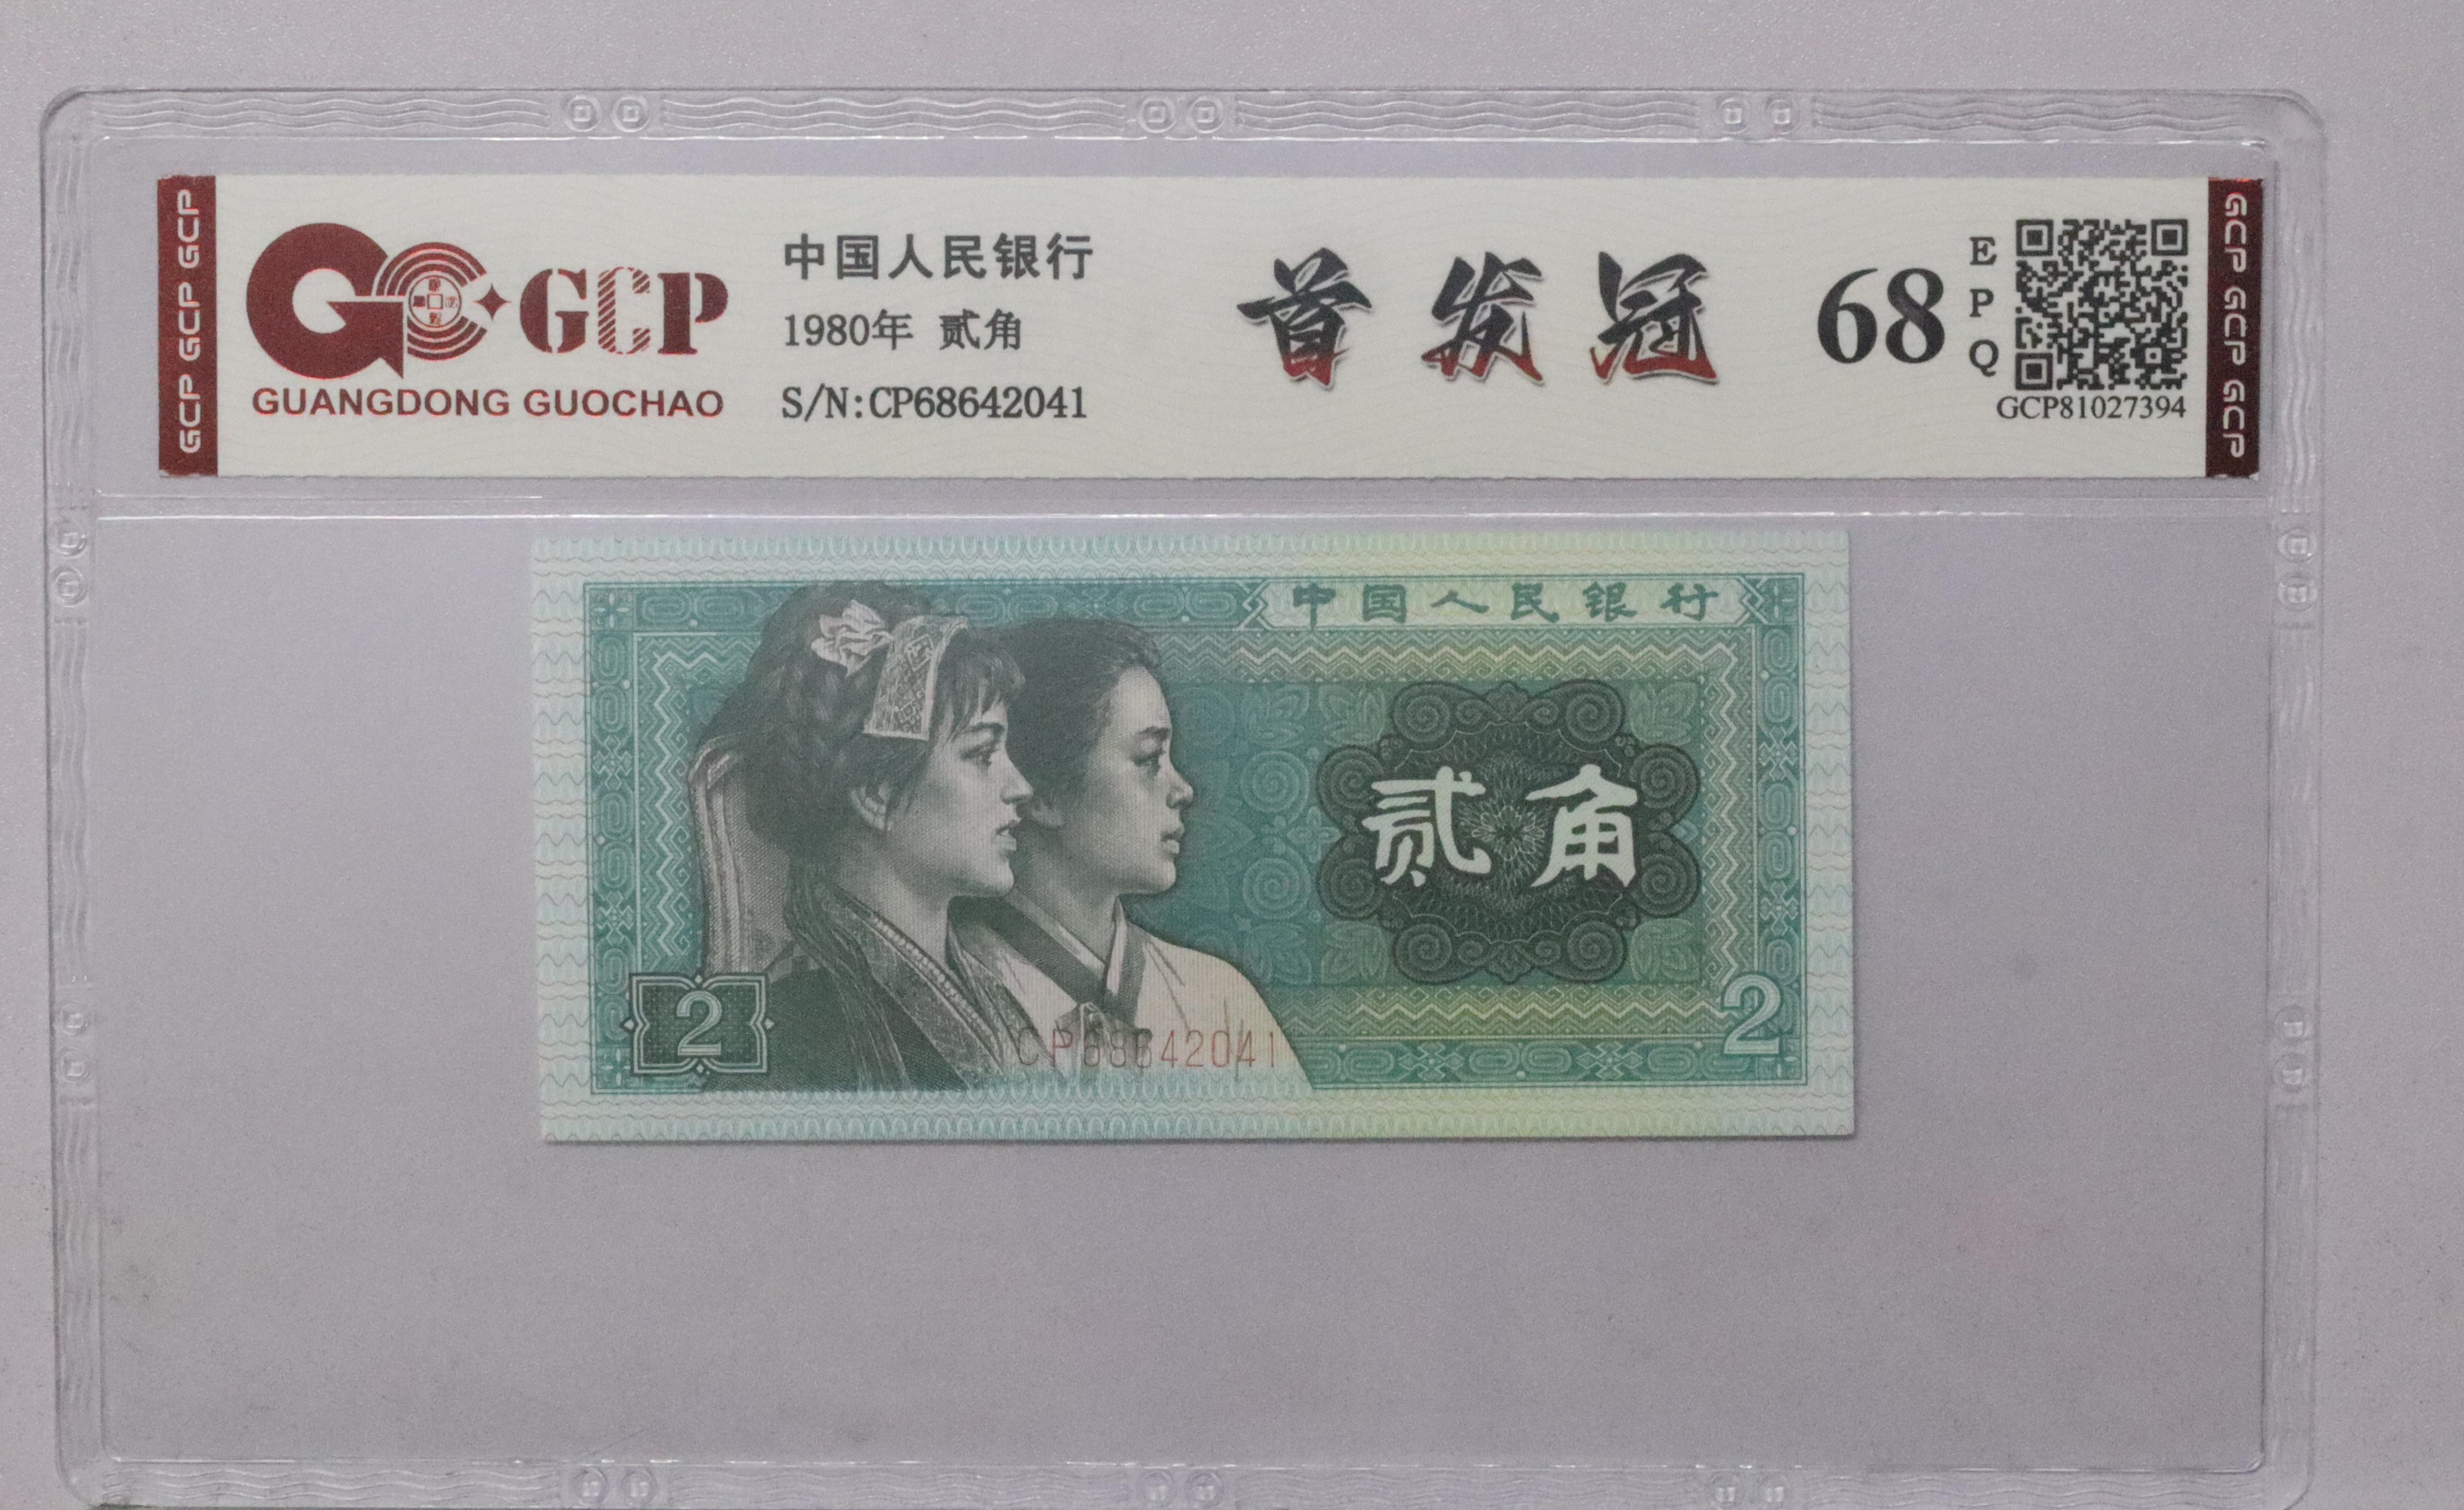 GCP GCP GCP
GCP
GUANGDONG GUOCHAO
中国人民银行
1980年 贰角
S/N:CP68642041
首发冠
68
E
P
Q
GCP81027394
GCP GCP GCP
中国人民银行
贰角
2
CP68642041
2